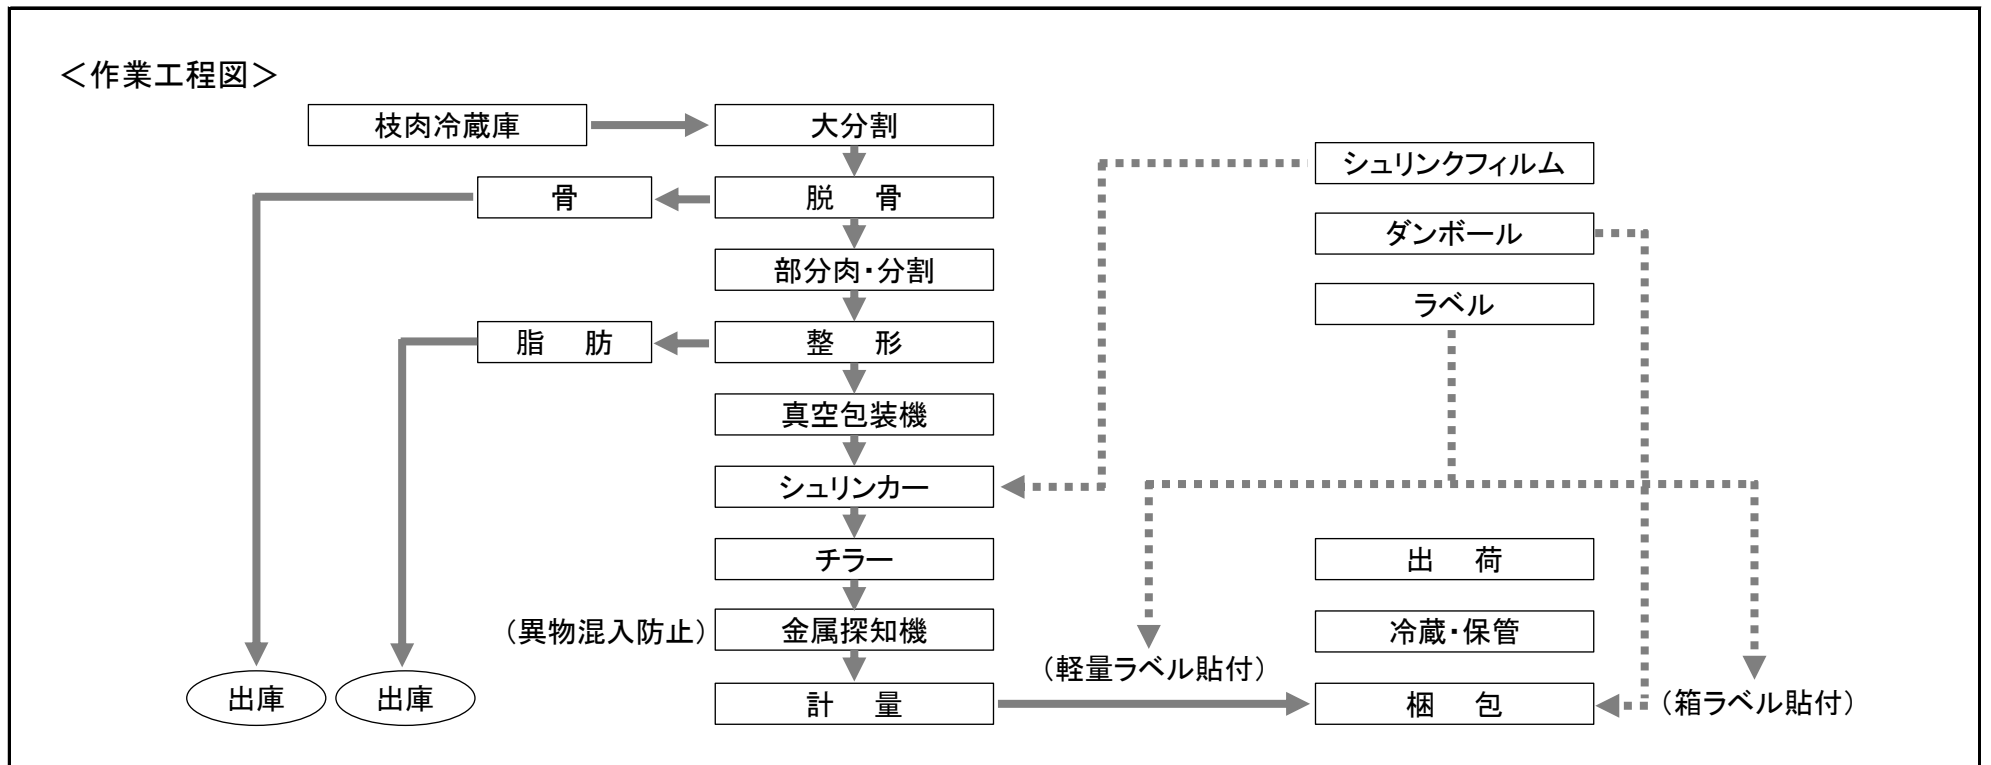 ＜作業工程図＞
枝肉冷蔵庫
大分割
シュリンクフィルム
骨
脱　骨
ダンボール
部分肉・分割
ラベル
脂　肪
整　形
真空包装機
シュリンカー
チラー
出　荷
（異物混入防止）
金属探知機
冷蔵・保管
（軽量ラベル貼付）
出庫
出庫
計　量
梱　包
（箱ラベル貼付）